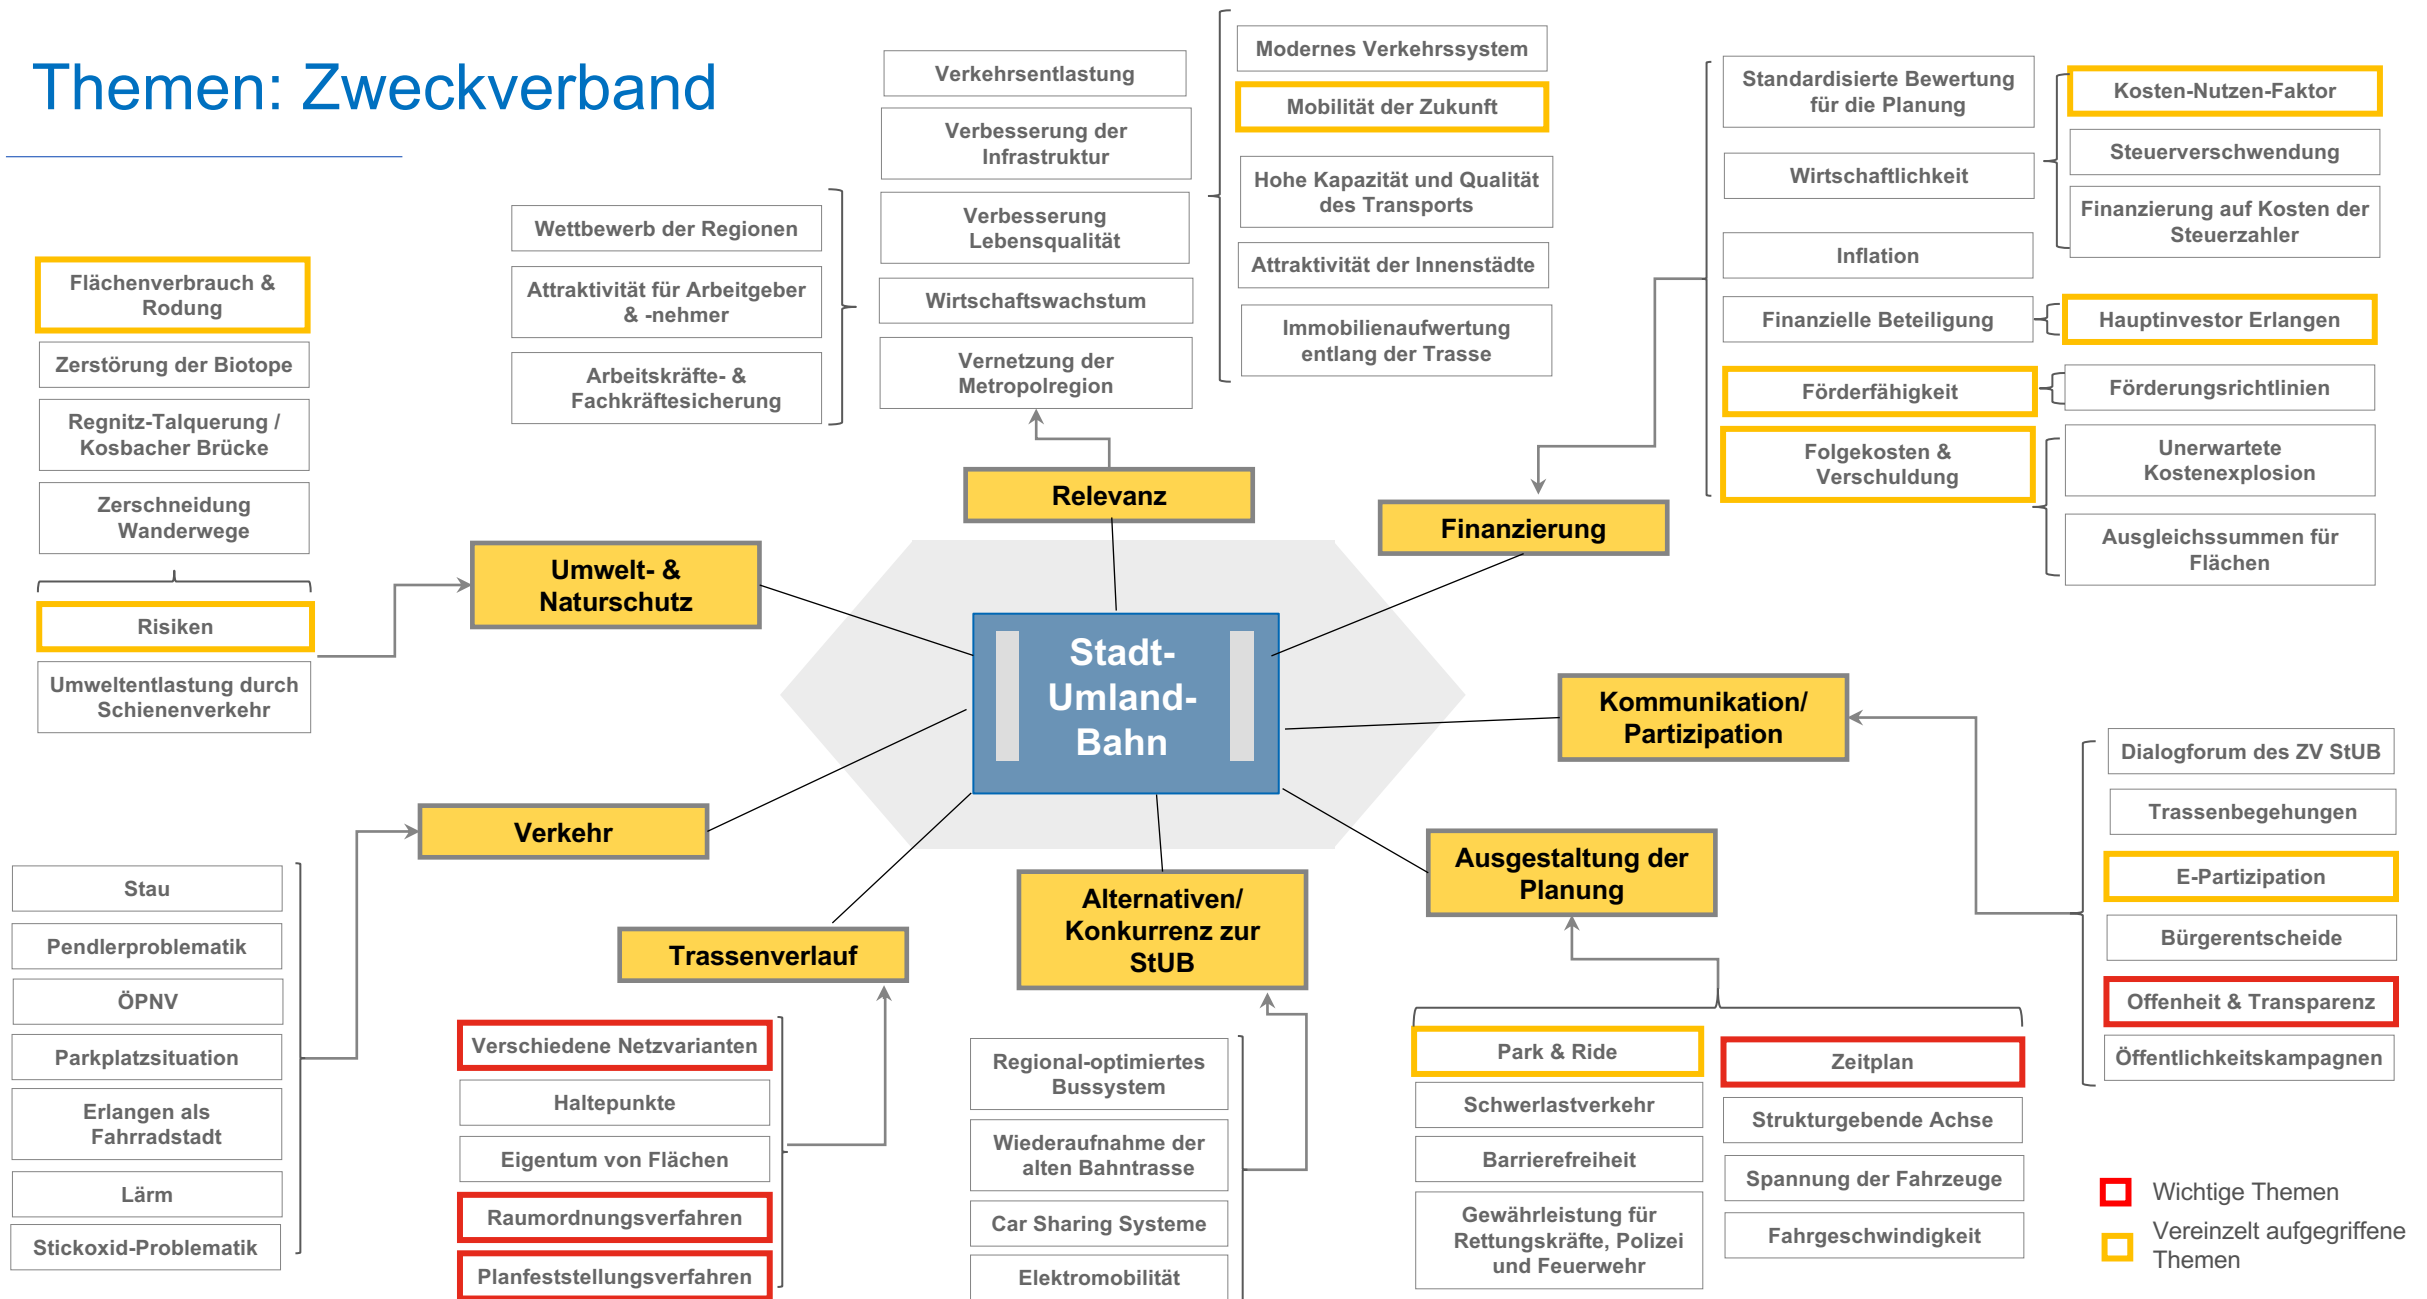 Themen: Zweckverband
Verkehrsentlastung
Verbesserung der
Infrastruktur
Verbesserung
Lebensqualität
Wirtschaftswachstum
Vernetzung der
Metropolregion
Modernes Verkehrssystem
Mobilität der Zukunft
Hohe Kapazität und Qualität
des Transports
Attraktivität der Innenstädte
Immobilienaufwertung
entlang der Trasse
Wettbewerb der Regionen
Attraktivität für Arbeitgeber
& -nehmer
Arbeitskräfte- &
Fachkräftesicherung
Standardisierte Bewertung
für die Planung
Wirtschaftlichkeit
Inflation
Finanzielle Beteiligung
Förderfähigkeit
Folgekosten &
Verschuldung
Kosten-Nutzen-Faktor
Steuerverschwendung
Finanzierung auf Kosten der
Steuerzahler
Hauptinvestor Erlangen
Förderungsrichtlinien
Unerwartete
Kostenexplosion
Ausgleichssummen für
Flächen
Flächenverbrauch &
Rodung
Zerstörung der Biotope
Regnitz-Talquerung /
Kosbacher Brücke
Zerschneidung
Wanderwege
Risiken
Umweltentlastung durch
Schienenverkehr
Relevanz
Finanzierung
Umwelt- &
Naturschutz
Stadt-
Umland-
Bahn
Kommunikation/
Partizipation
Verkehr
Trassenverlauf
Alternativen/
Konkurrenz zur
StUB
Ausgestaltung der
Planung
Dialogforum des ZV StUB
Trassenbegehungen
E-Partizipation
Bürgerentscheide
Offenheit & Transparenz
Öffentlichkeitskampagnen
Stau
Pendlerproblematik
ÖPNV
Parkplatzsituation
Erlangen als
Fahrradstadt
Lärm
Stickoxid-Problematik
Verschiedene Netzvarianten
Haltepunkte
Eigentum von Flächen
Raumordnungsverfahren
Planfeststellungsverfahren
Regional-optimiertes
Bussystem
Wiederaufnahme der
alten Bahntrasse
Car Sharing Systeme
Elektromobilität
Park & Ride
Schwerlastverkehr
Barrierefreiheit
Gewährleistung für
Rettungskräfte, Polizei
und Feuerwehr
Zeitplan
Strukturgebende Achse
Spannung der Fahrzeuge
Fahrgeschwindigkeit
Wichtige Themen
Vereinzelt aufgegriffene
Themen